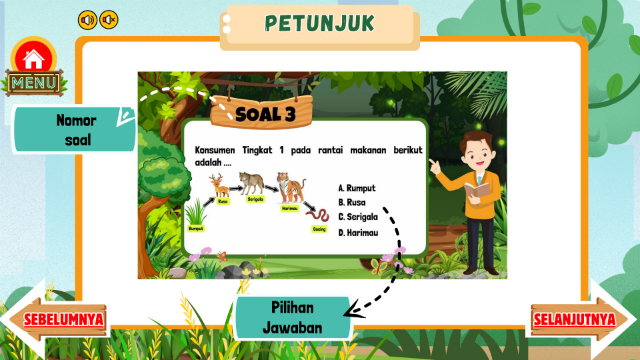 PETUNJUK
MENU
Nomor
soal
SOAL 3
Konsumen Tingkat 1 pada rantai makanan berikut
adalah ....
Rumput
Rusa
Serigala
Harimau
Cacing
A. Rumput
B. Rusa
C. Serigala
D. Harimau
Pilihan
Jawaban
SEBELUMNYA
SELANJUTNYA